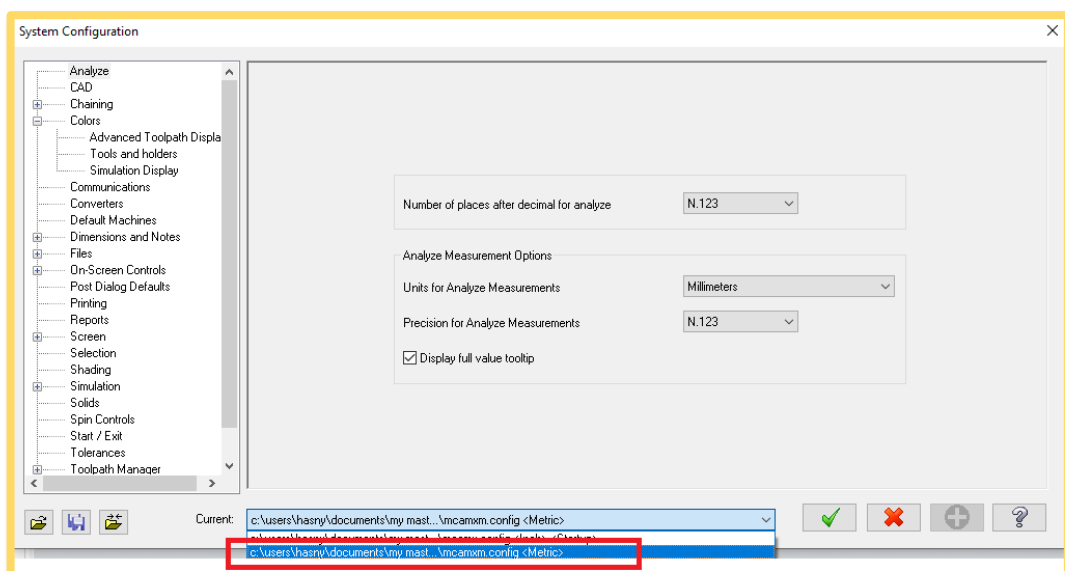 System Configuration
Analyze
CAD
Chaining
Colors
Advanced Toolpath Displa
Tools and holders
Simulation Display
Communications
Converters
Default Machines
Dimensions and Notes
Files
On-Screen Controls
Post Dialog Defaults
Printing
Reports
Screen
Selection
Shading
Simulation
Solids
Spin Controls
Start / Exit
Tolerances
Toolpath Manager
Number of places after decimal for analyze N.123
Analyze Measurement Options
Units for Analyze Measurements Millimeters
Precision for Analyze Measurements N.123
Display full value tooltip
Current: c:\users\hasny\documents\my mast...\mcamxm.config <Metric>
c:\users\hasny\documents\my mast...\mcamxm.config <Metric>